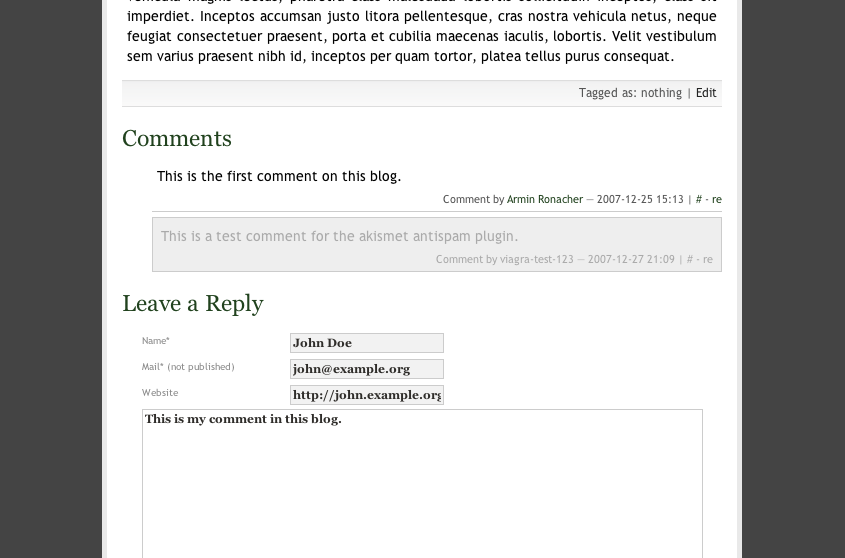 imperdiet. Inceptos accumsan justo litora pellentesque, cras nostra vehicula netus, neque
feugiat consectetuer praesent, porta et cubilia maecenas iaculis, lobortis. Velit vestibulum
sem varius praesent nibh id, inceptos per quam tortor, platea tellus purus consequat.
Tagged as: nothing | Edit
Comments
This is the first comment on this blog.
Comment by Armin Ronacher — 2007-12-25 15:13 | # - re
This is a test comment for the akismet antispam plugin.
Comment by viagra-test-123 — 2007-12-27 21:09 | # - re
Leave a Reply
Name* John Doe
Mail* (not published) john@example.org
Website http://john.example.org
This is my comment in this blog.